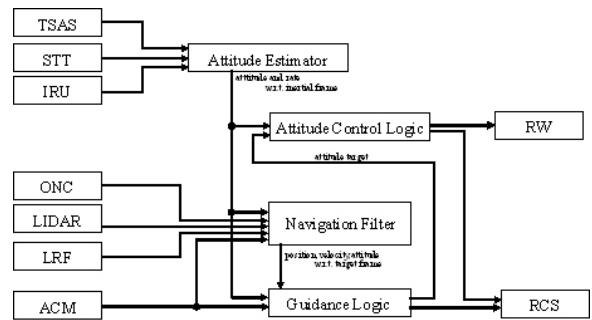 TSAS
STT
IRU
Attitude Estimator
attitude and rate
w.r.t. inertial frame
Attitude Control Logic
RW
attitude target
ONC
LIDAR
LRF
Navigation Filter
position, velocity, attitude
w.r.t. target frame
ACM
Guidance Logic
RCS